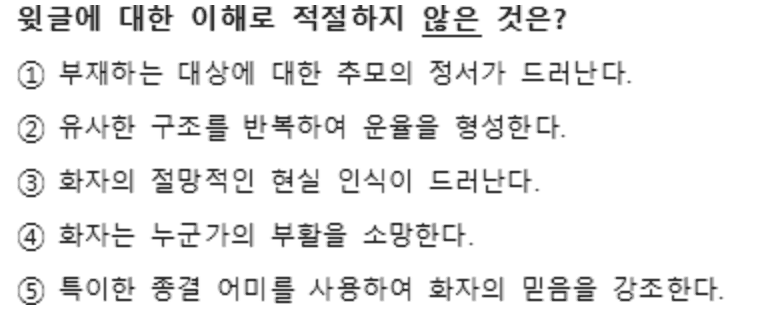 윗글에 대한 이해로 적절하지 않은 것은?
① 부재하는 대상에 대한 추모의 정서가 드러난다.
② 유사한 구조를 반복하여 운율을 형성한다.
③ 화자의 절망적인 현실 인식이 드러난다.
④ 화자는 누군가의 부활을 소망한다.
⑤ 특이한 종결 어미를 사용하여 화자의 믿음을 강조한다.